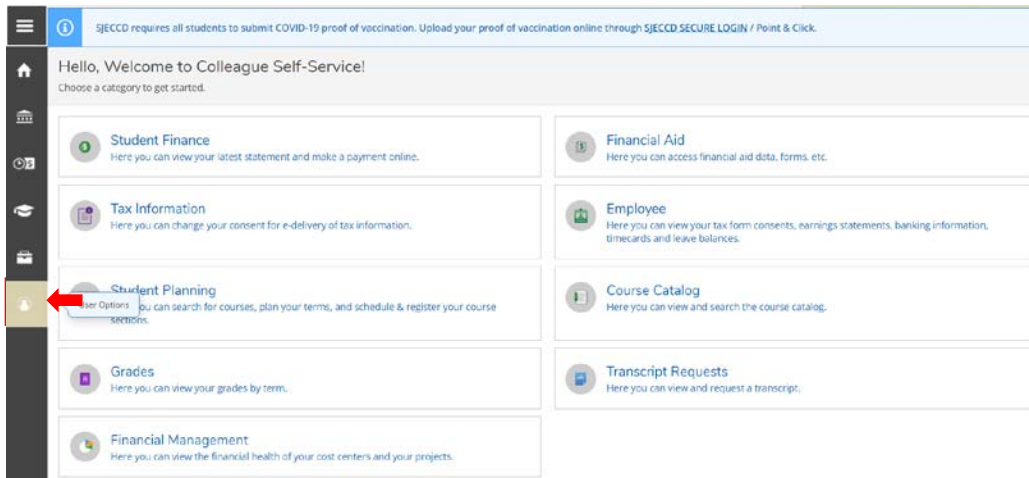 SJECCD requires all students to submit COVID-19 proof of vaccination. Upload your proof of vaccination online through SJECCD SECURE LOGIN / Point & Click.
Hello, Welcome to Colleague Self-Service!
Choose a category to get started.
Student Finance
Here you can view your latest statement and make a payment online.
Financial Aid
Here you can access financial aid data, forms, etc.
Tax Information
Here you can change your consent for e-delivery of tax information.
Employee
Here you can view your tax form consents, earnings statements, banking information,
timecards and leave balances.
Student Planning
User Options
you can search for courses, plan your terms, and schedule & register your course
sections.
Course Catalog
Here you can view and search the course catalog.
Grades
Here you can view your grades by term.
Transcript Requests
Here you can view and request a transcript.
Financial Management
Here you can view the financial health of your cost centers and your projects.